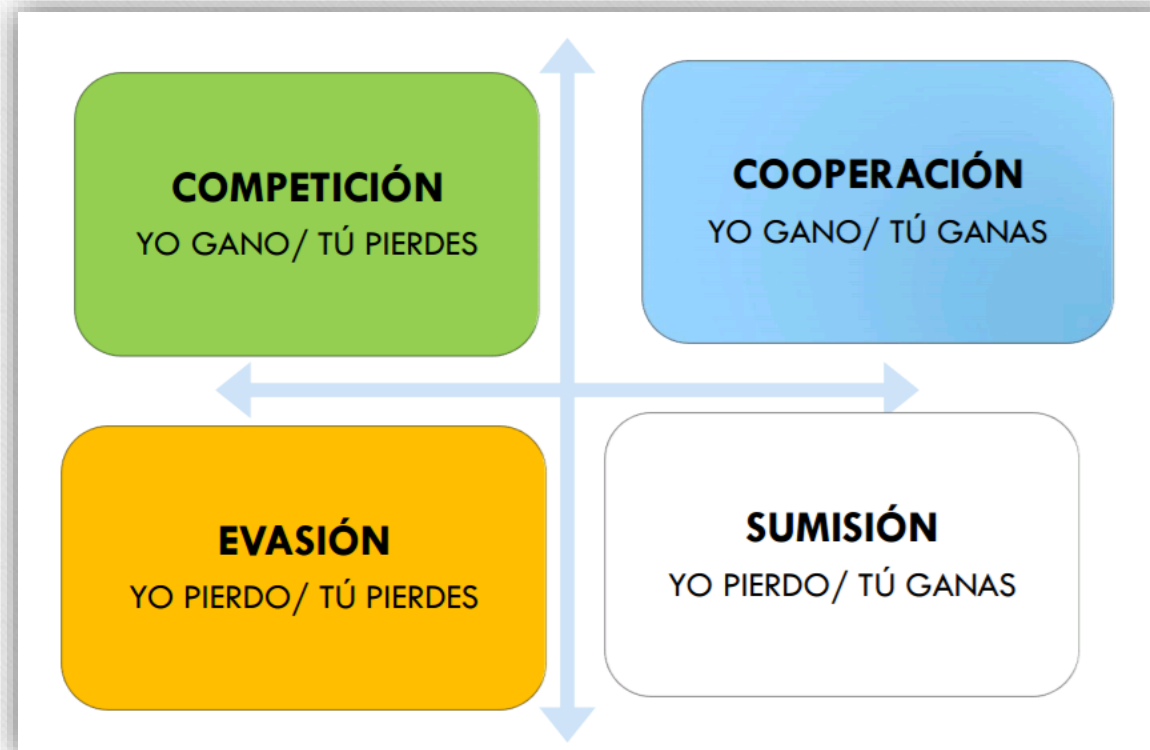 COMPETICIÓN
YO GANO/ TÚ PIERDES
COOPERACIÓN
YO GANO/ TÚ GANAS
EVASIÓN
YO PIERDO/ TÚ PIERDES
SUMISIÓN
YO PIERDO/ TÚ GANAS